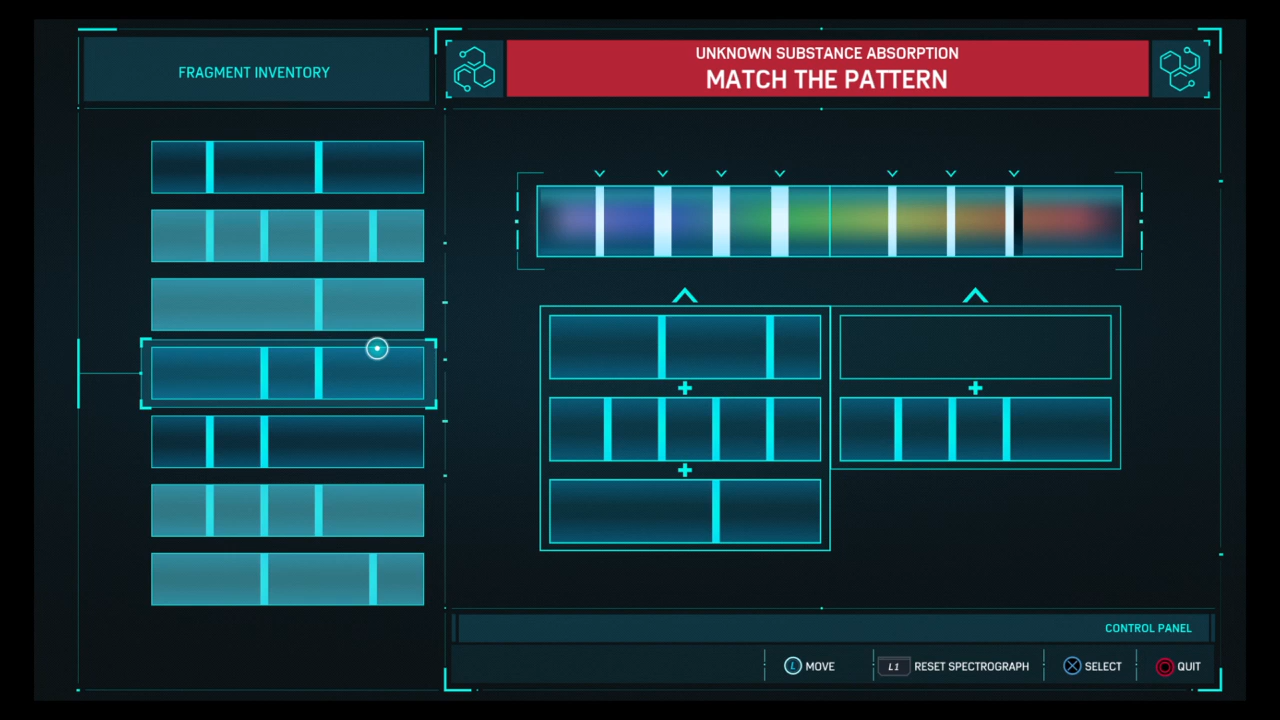 FRAGMENT INVENTORY
UNKNOWN SUBSTANCE ABSORPTION
MATCH THE PATTERN
CONTROL PANEL
L MOVE
L1 RESET SPECTROGRAPH
SELECT
QUIT